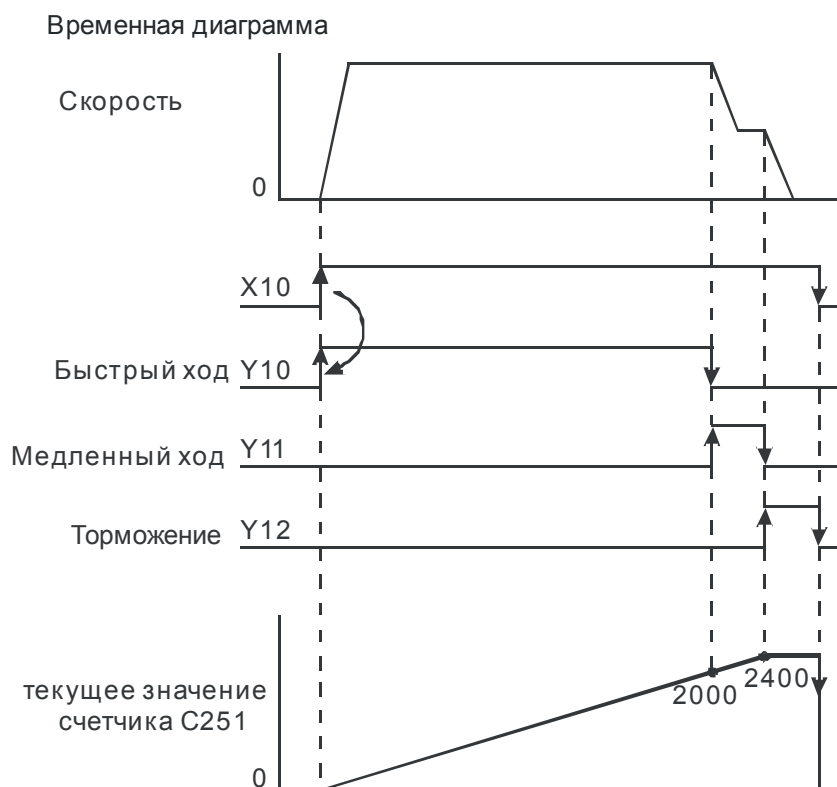 Временная диаграмма
Скорость
0
X10
Быстрый ход Y10
Медленный ход Y11
Торможение Y12
текущее значение
счетчика C251
2000
2400
0